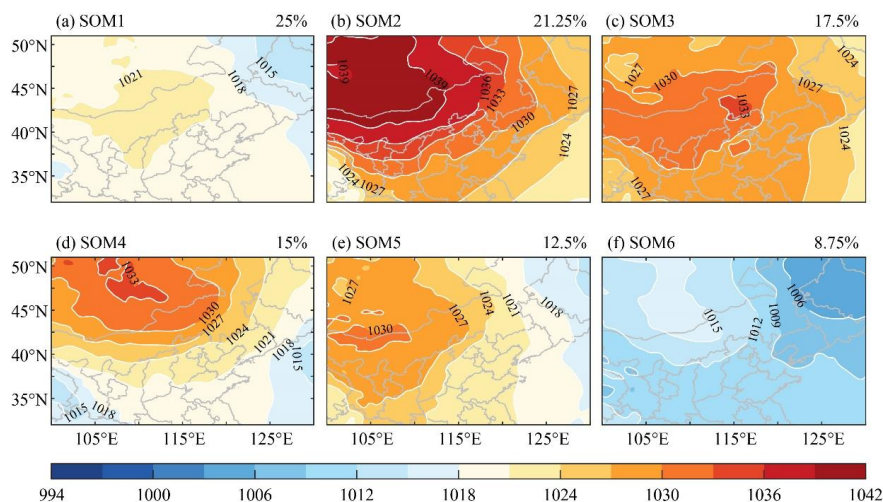 (a) SOM1 25%
(b) SOM2 21.25%
(c) SOM3 17.5%
50°N
45°N
40°N
35°N
1021
1018
1015
1039
1039
1036
1033
1030
1027
1024
1024
1027
1027
1030
1033
1027
1024
1024
1027
(d) SOM4 15%
(e) SOM5 12.5%
(f) SOM6 8.75%
50°N
45°N
40°N
35°N
1033
1030
1027
1024
1021
1018
1015
1015
1018
1027
1030
1027
1024
1021
1018
1015
1012
1009
1006
105°E 115°E 125°E
105°E 115°E 125°E
105°E 115°E 125°E
994 1000 1006 1012 1018 1024 1030 1036 1042